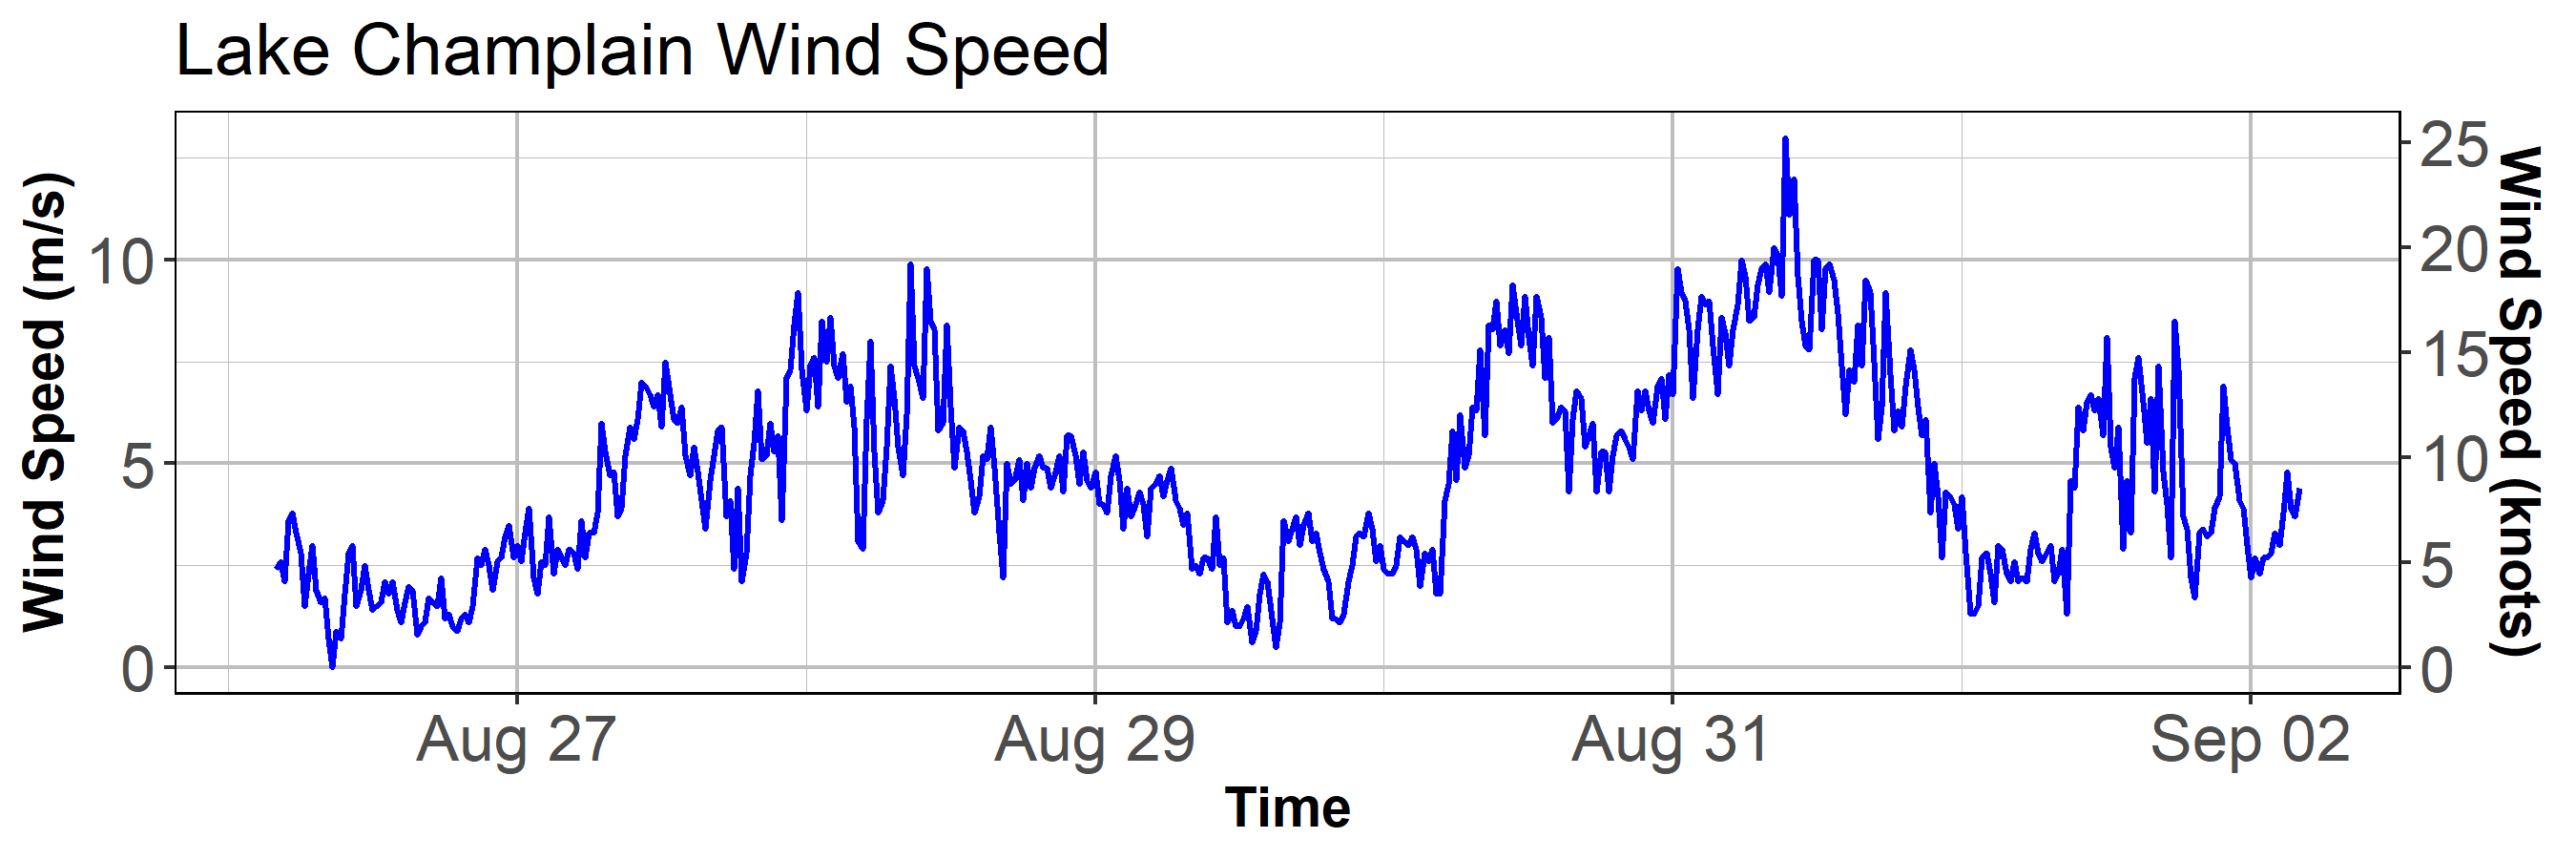 Lake Champlain Wind Speed
Wind Speed (m/s)
10
5
0
25
20
15
10
5
0
Wind Speed (knots)
Aug 27 Aug 29 Aug 31 Sep 02
Time